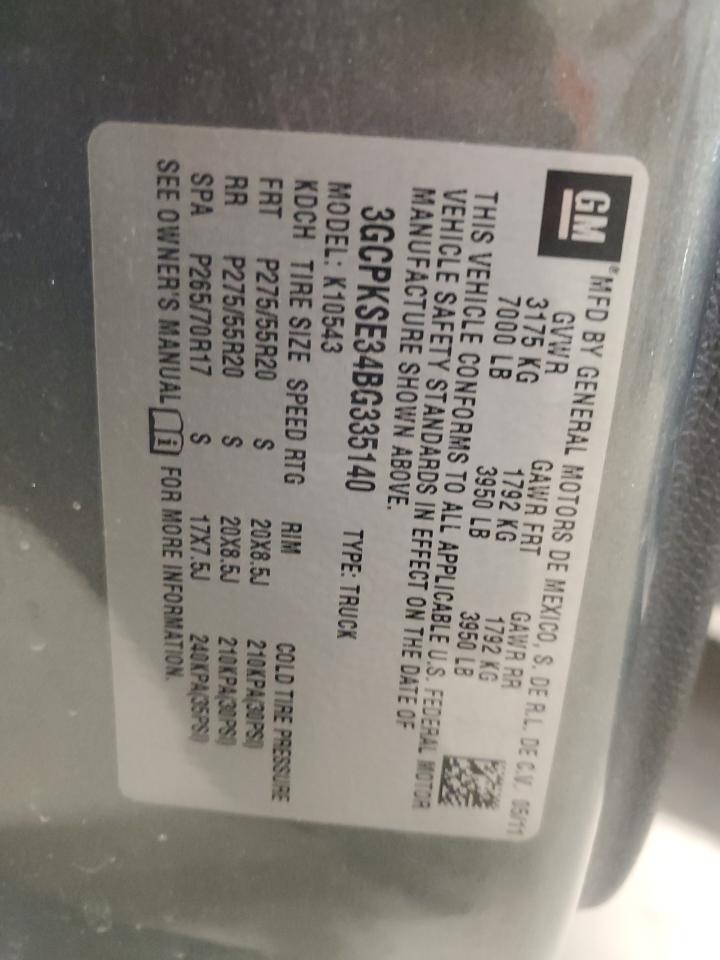 GM
® MFD BY GENERAL MOTORS DE MEXICO, S. DE R.L. DE C.V. 05/11
GVWR GAWR FRT GAWR RR
3175 KG 1792 KG 1792 KG
7000 LB 3950 LB 3950 LB
THIS VEHICLE CONFORMS TO ALL APPLICABLE U.S. FEDERAL MOTOR
VEHICLE SAFETY STANDARDS IN EFFECT ON THE DATE OF
MANUFACTURE SHOWN ABOVE.
3GCPKSE34BG335140 TYPE: TRUCK
MODEL: K10543
KDCH TIRE SIZE SPEED RTG RIM COLD TIRE PRESSURE
FRT P275/55R20 S 20X8.5J 210KPA(30PSI)
RR P275/55R20 S 20X8.5J 210KPA(30PSI)
SPA P265/70R17 S 17X7.5J 240KPA(35PSI)
SEE OWNER'S MANUAL i FOR MORE INFORMATION.